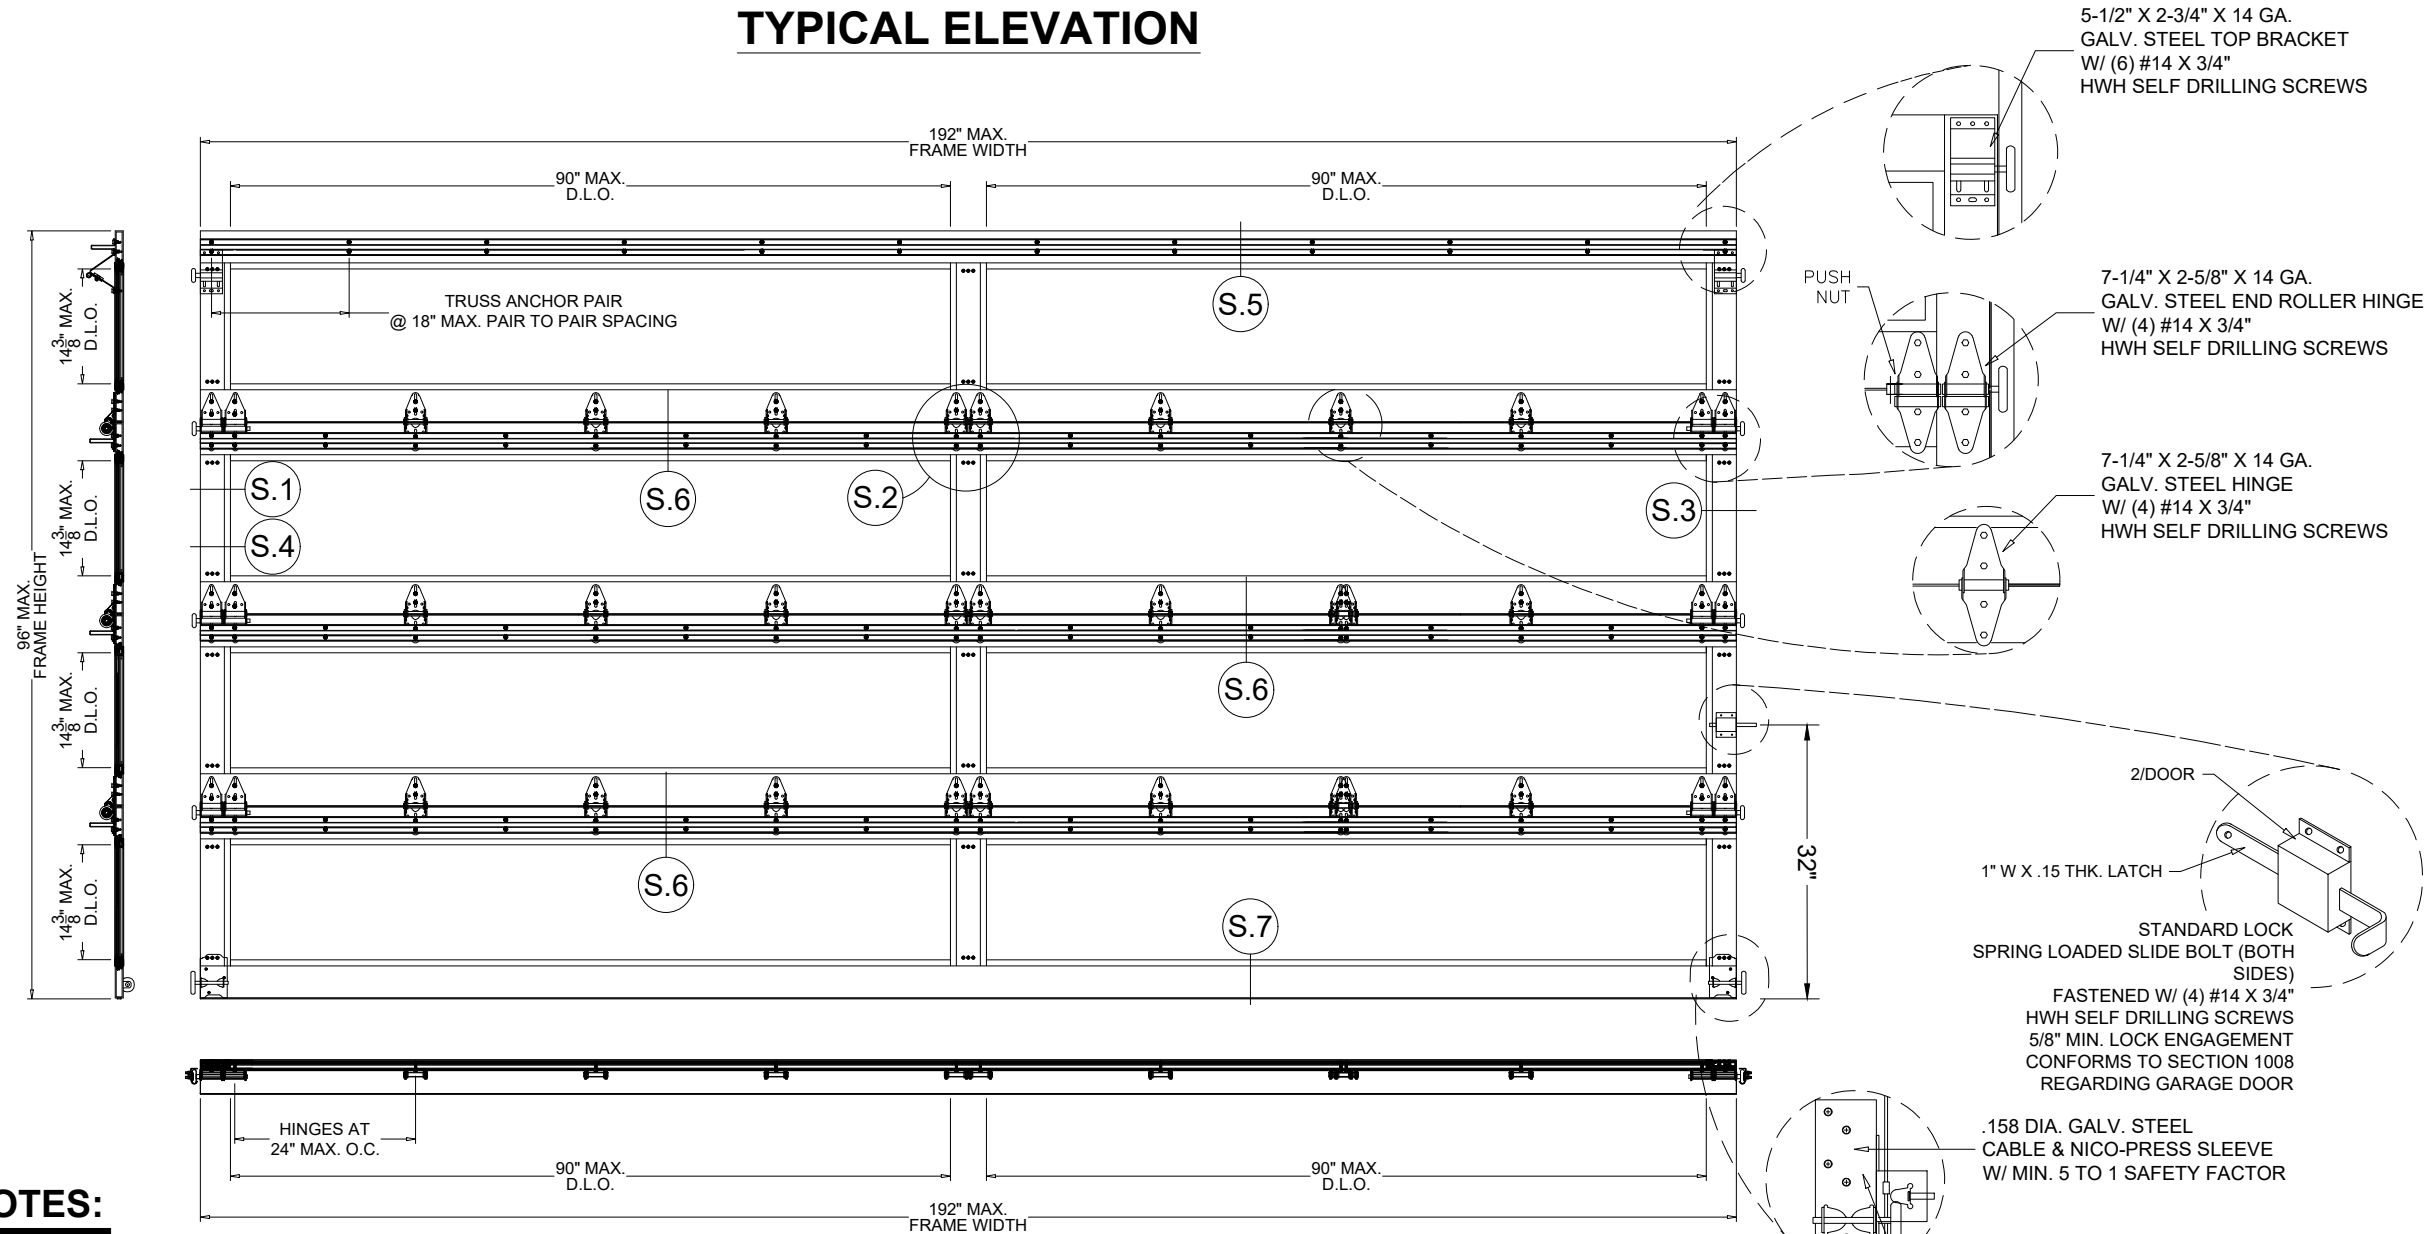 TYPICAL ELEVATION
5-1/2" X 2-3/4" X 14 GA.
GALV. STEEL TOP BRACKET
W/ (6) #14 X 3/4"
HWH SELF DRILLING SCREWS
192" MAX.
FRAME WIDTH
90" MAX.
D.L.O.
90" MAX.
D.L.O.
TRUSS ANCHOR PAIR
@ 18" MAX. PAIR TO PAIR SPACING
S.5
PUSH
NUT
7-1/4" X 2-5/8" X 14 GA.
GALV. STEEL END ROLLER HINGE
W/ (4) #14 X 3/4"
HWH SELF DRILLING SCREWS
14 3/8" MAX.
D.L.O.
S.1
S.6
S.2
S.3
S.4
7-1/4" X 2-5/8" X 14 GA.
GALV. STEEL HINGE
W/ (4) #14 X 3/4"
HWH SELF DRILLING SCREWS
14 3/8" MAX.
D.L.O.
96" MAX.
FRAME HEIGHT
S.6
14 3/8" MAX.
D.L.O.
32"
2/DOOR
1" W X .15 THK. LATCH
S.6
S.7
14 3/8" MAX.
D.L.O.
STANDARD LOCK
SPRING LOADED SLIDE BOLT (BOTH
SIDES)
FASTENED W/ (4) #14 X 3/4"
HWH SELF DRILLING SCREWS
5/8" MIN. LOCK ENGAGEMENT
CONFORMS TO SECTION 1008
REGARDING GARAGE DOOR
HINGES AT
24" MAX. O.C.
.158 DIA. GALV. STEEL
CABLE & NICO-PRESS SLEEVE
W/ MIN. 5 TO 1 SAFETY FACTOR
90" MAX.
D.L.O.
90" MAX.
D.L.O.
192" MAX.
FRAME WIDTH
OTES: